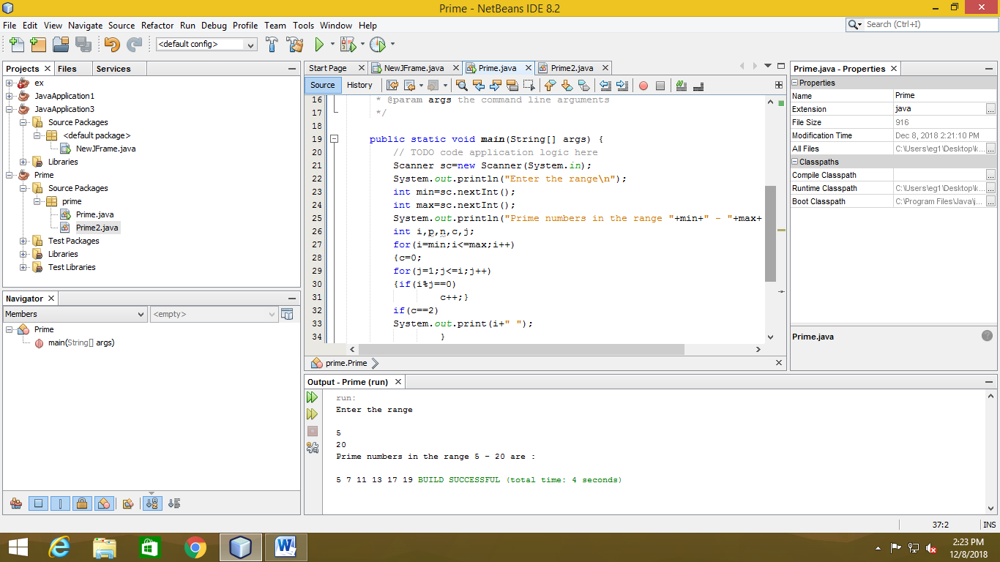 Prime - NetBeans IDE 8.2
File Edit View Navigate Source Refactor Run Debug Profile Team Tools Window Help
Search (Ctrl+I)
<default config>
Projects Files Services
ex
JavaApplication1
JavaApplication3
Source Packages
<default package>
NewJFrame.java
Libraries
Prime
Source Packages
prime
Prime.java
Prime2.java
Test Packages
Libraries
Test Libraries
Navigator
Members <empty>
Prime
main(String[] args)
Start Page NewJFrame.java Prime.java Prime2.java
Source History
16 * @param args the command line arguments
17 */
18
19 public static void main(String[] args) {
20 // TODO code application logic here
21 Scanner sc=new Scanner(System.in);
22 System.out.println("Enter the range\n");
23 int min=sc.nextInt();
24 int max=sc.nextInt();
25 System.out.println("Prime numbers in the range "+min+" - "+max+
26 int i,p,n,c,j;
27 for(i=min;i<=max;i++)
28 {c=0;
29 for(j=1;j<=i;j++)
30 {if(i%j==0)
31 c++;}
32 if(c==2)
33 System.out.print(i+" ");
34 }
prime.Prime
Output - Prime (run)
run:
Enter the range
5
20
Prime numbers in the range 5 - 20 are :
5 7 11 13 17 19 BUILD SUCCESSFUL (total time: 4 seconds)
Prime.java - Properties
Properties
Name Prime
Extension java ...
File Size 916
Modification Time Dec 8, 2018 2:21:10 PM
All Files C:\Users\eg1\Desktop\k... ...
Classpaths
Compile Classpath ...
Runtime Classpath C:\Users\eg1\Desktop\k... ...
Boot Classpath C:\Program Files\Java\j... ...
Prime.java
37:2 INS
2:23 PM
12/8/2018